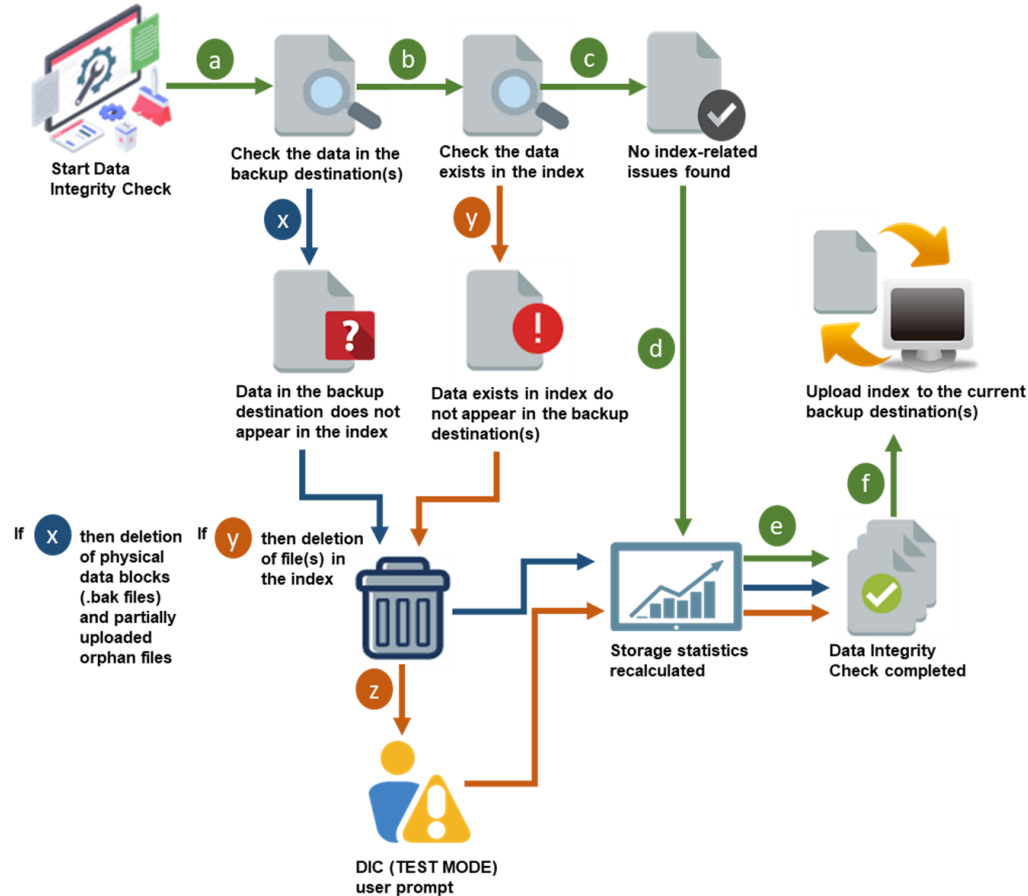 a
b
c
Start Data
Integrity Check
Check the data in the
backup destination(s)
Check the data
exists in the index
No index-related
issues found
x
y
d
?
!
Data in the backup
destination does not
appear in the index
Data exists in index do
not appear in the backup
destination(s)
Upload index to the current
backup destination(s)
f
If x then deletion
of physical
data blocks
(.bak files)
and partially
uploaded
orphan files
If y then deletion
of file(s) in
the index
e
Storage statistics
recalculated
Data Integrity
Check completed
z
!
DIC (TEST MODE)
user prompt